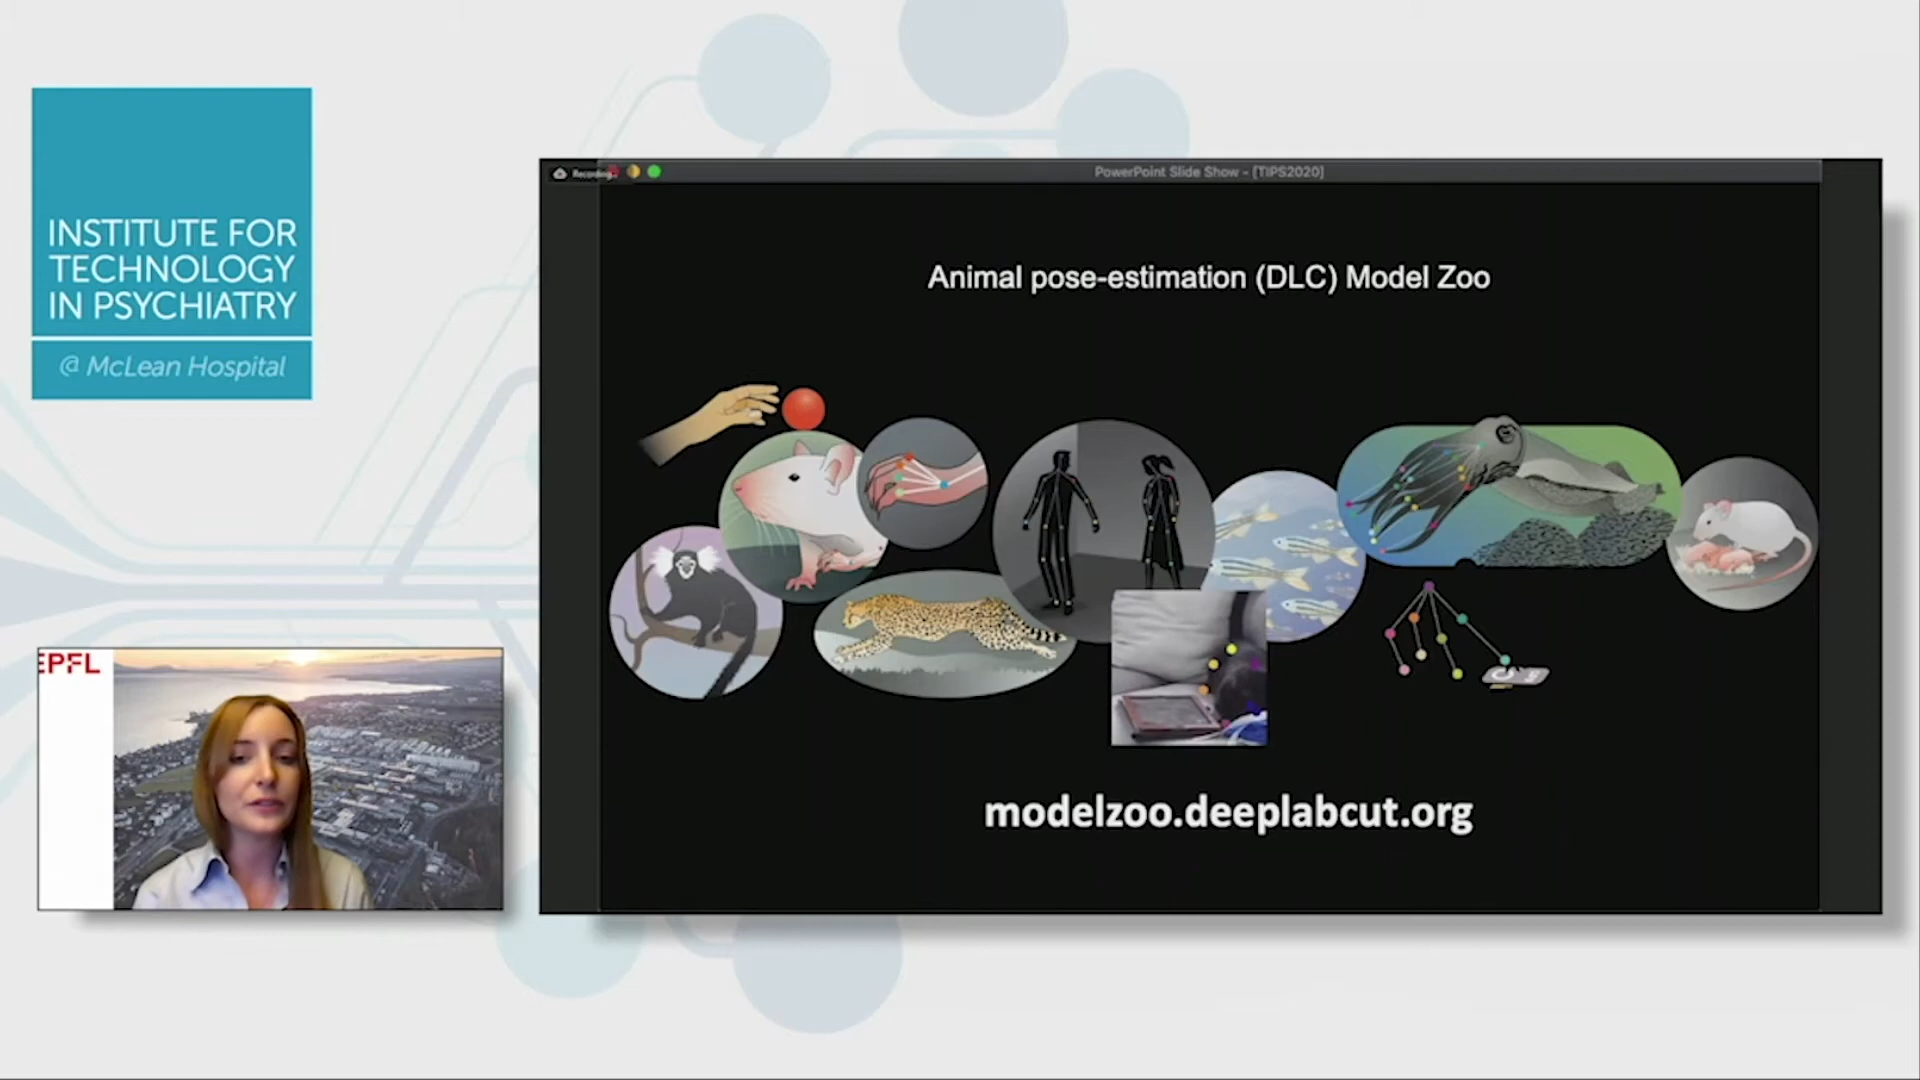 INSTITUTE FOR
TECHNOLOGY
IN PSYCHIATRY
@ McLean Hospital
EPFL
Recording...
PowerPoint Slide Show - [TIPS2020]
Animal pose-estimation (DLC) Model Zoo
modelzoo.deeplabcut.org